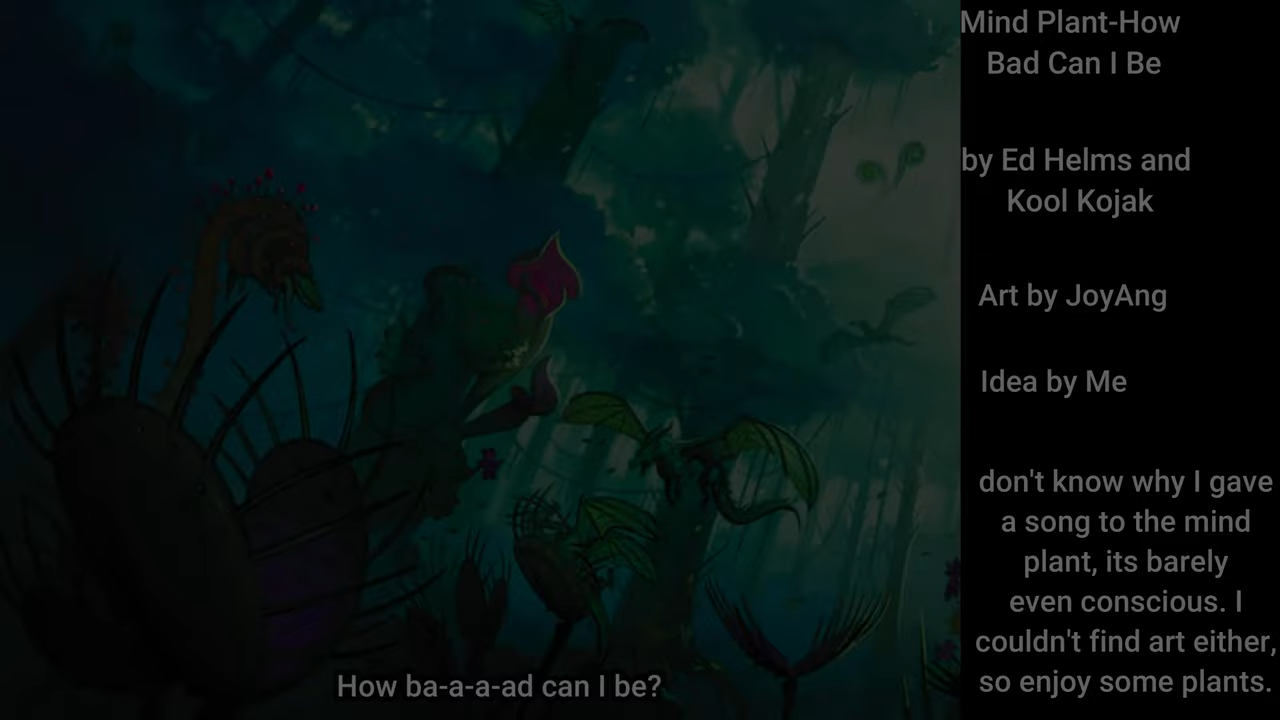 Mind Plant-How
Bad Can I Be
by Ed Helms and
Kool Kojak
Art by JoyAng
Idea by Me
don't know why I gave
a song to the mind
plant, its barely
even conscious. I
couldn't find art either,
so enjoy some plants.
How ba-a-a-ad can I be?